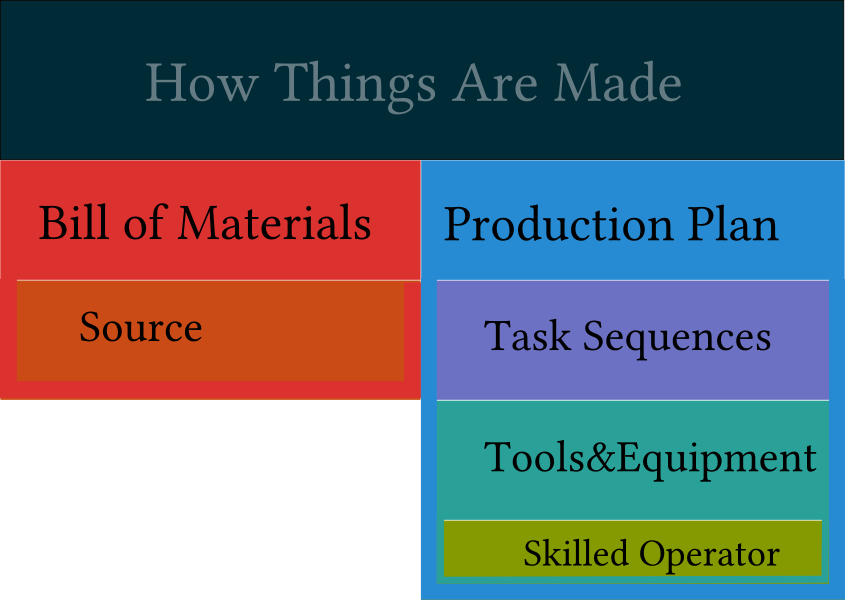 How Things Are Made
Bill of Materials
Source
Production Plan
Task Sequences
Tools&Equipment
Skilled Operator